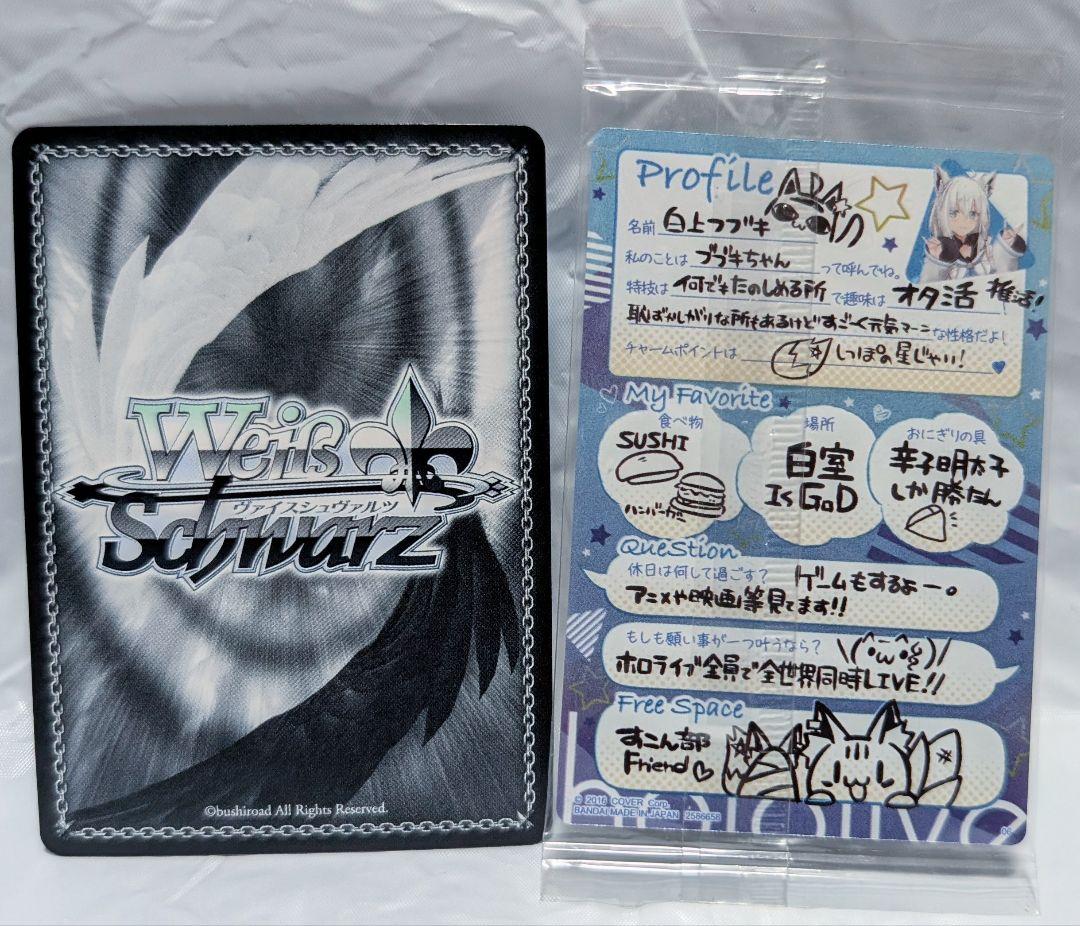 Weiß
ヴァイスシュヴァルツ
Schwarz
©bushiroad All Rights Reserved.
Profile
名前 白上フブキ
私のことは フブキちゃん って呼んでね。
特技は 何でもたのしめる所 で趣味は オタ活 推活!
恥ずかしがりな所もあるけどすご〜く元気マーニ な性格だよ!
チャームポイントは しっぽの星じゃい!
My Favorite
食べ物
SUSHI
ハンバーガー
場所
白室
Is GoD
おにぎりの具
辛子明太子
しか勝たん
Question
休日は何して過ごす? ゲームもするよー。
アニメや映画等見てます!!
もしも願い事が一つ叶うなら? \(^・ω・^§)/
ホロライブ全員で全世界同時LIVE!!
Free Space
すこん部
Friend♡
© 2016 COVER Corp.
BANDAI MADE IN JAPAN 2586658
hololive
06